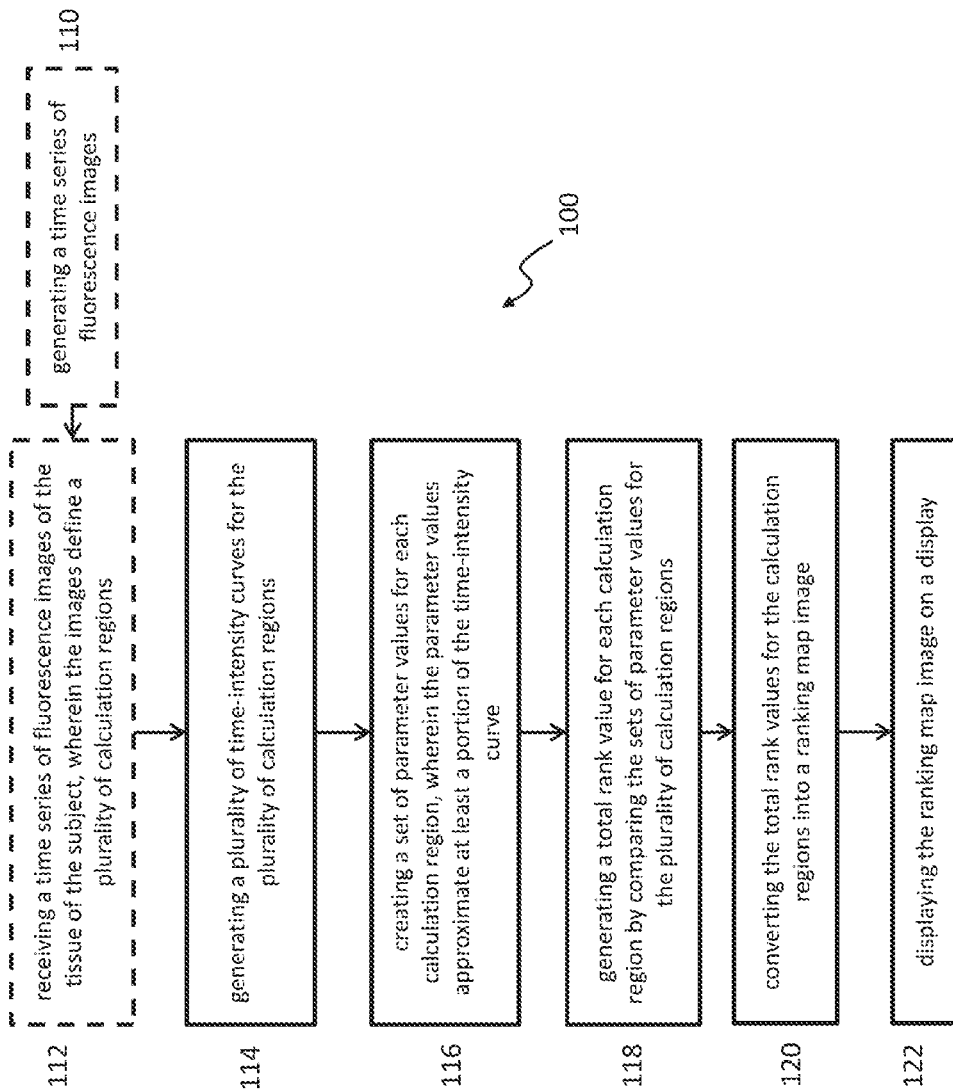 110
generating a time series of
fluorescence images
112
receiving a time series of fluorescence images of the
tissue of the subject, wherein the images define a
plurality of calculation regions
114
generating a plurality of time-intensity curves for the
plurality of calculation regions
116
creating a set of parameter values for each
calculation region, wherein the parameter values
approximate at least a portion of the time-intensity
curve
118
generating a total rank value for each calculation
region by comparing the sets of parameter values for
the plurality of calculation regions
120
converting the total rank values for the calculation
regions into a ranking map image
122
displaying the ranking map image on a display
100